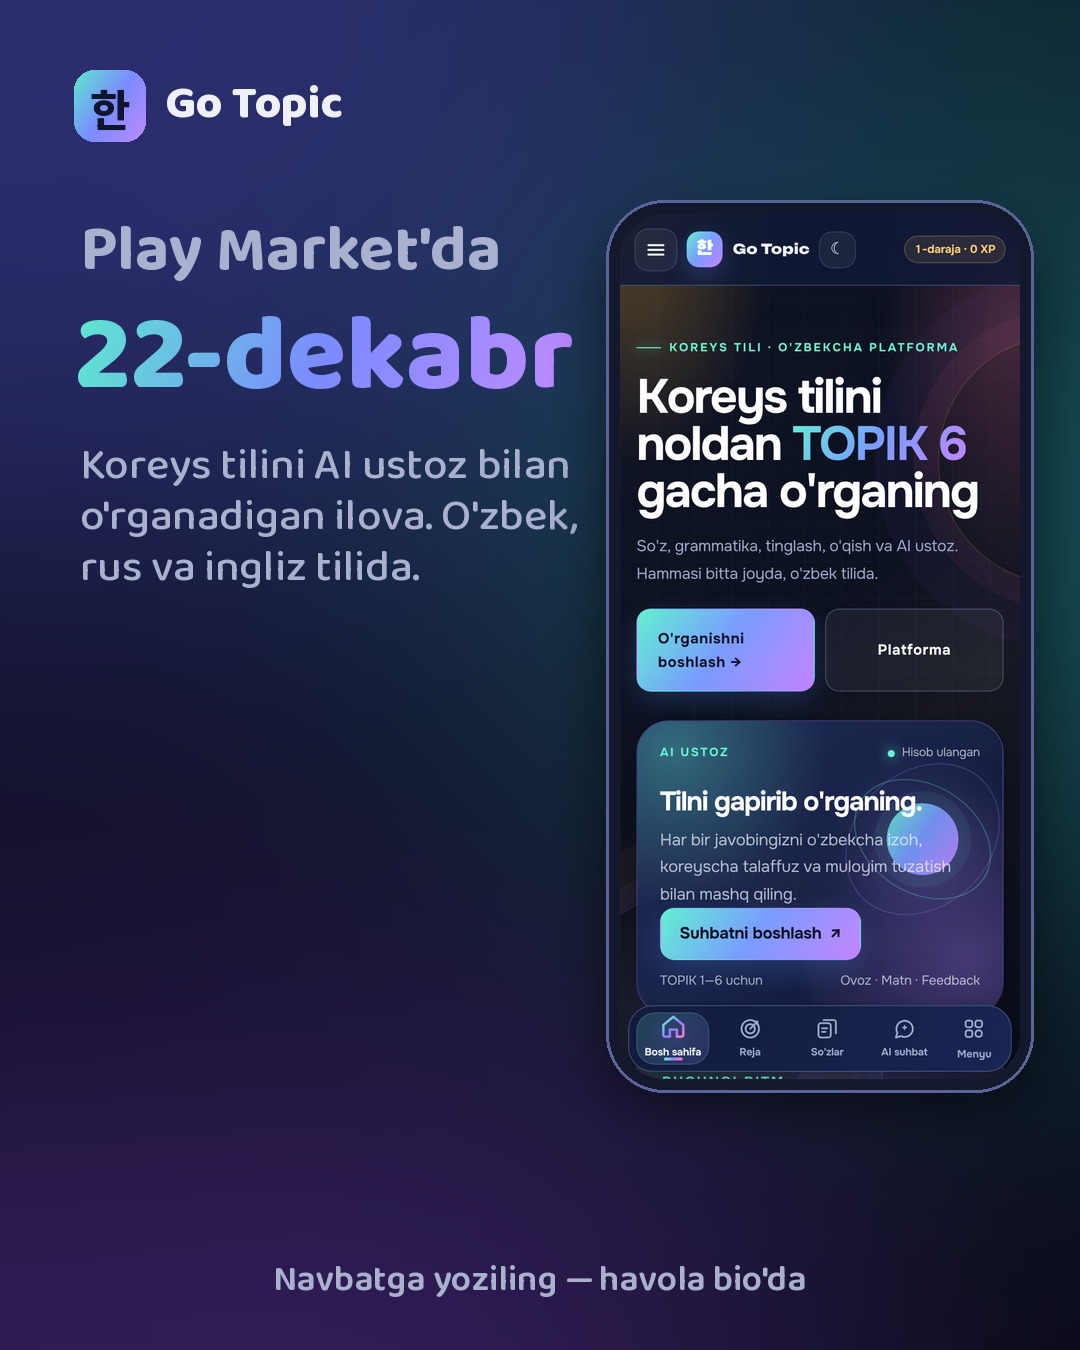 한 Go Topic
Play Market'da
22-dekabr
Koreys tilini AI ustoz bilan
o'rganadigan ilova. O'zbek,
rus va ingliz tilida.
한 Go Topic
1-daraja · 0 XP
KOREYS TILI · O'ZBEKCHA PLATFORMA
Koreys tilini
noldan TOPIK 6
gacha o'rganing
So'z, grammatika, tinglash, o'qish va AI ustoz.
Hammasi bitta joyda, o'zbek tilida.
O'rganishni
boshlash →
Platforma
AI USTOZ
Hisob ulangan
Tilni gapirib o'rganing.
Har bir javobingizni o'zbekcha izoh,
koreyscha talaffuz va muloyim tuzatish
bilan mashq qiling.
Suhbatni boshlash ↗
TOPIK 1–6 uchun
Ovoz · Matn · Feedback
Bosh sahifa
Reja
So'zlar
AI suhbat
Menyu
Navbatga yoziling — havola bio'da